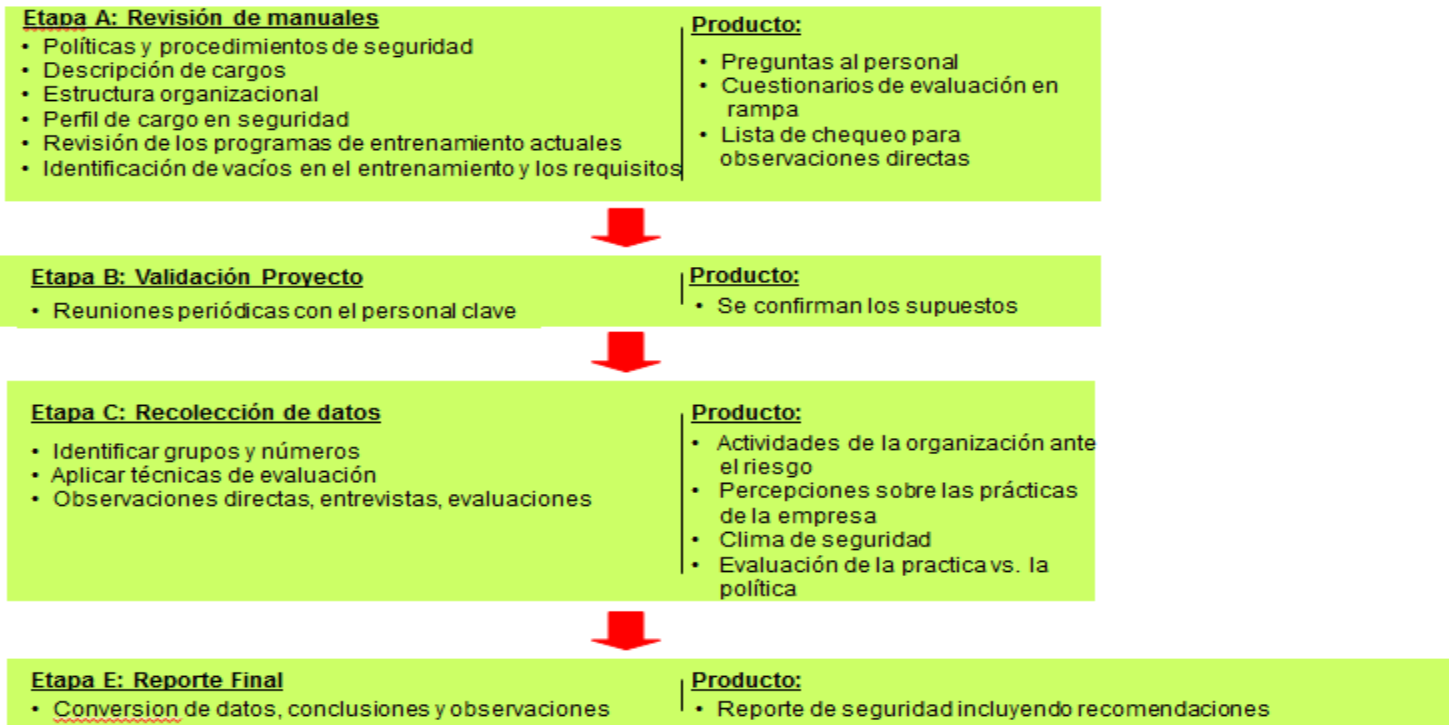 Etapa A: Revisión de manuales
• Políticas y procedimientos de seguridad
• Descripción de cargos
• Estructura organizacional
• Perfil de cargo en seguridad
• Revisión de los programas de entrenamiento actuales
• Identificación de vacíos en el entrenamiento y los requisitos
Producto:
• Preguntas al personal
• Cuestionarios de evaluación en
rampa
• Lista de chequeo para
observaciones directas
Etapa B: Validación Proyecto
• Reuniones periódicas con el personal clave
Producto:
• Se confirman los supuestos
Etapa C: Recolección de datos
• Identificar grupos y números
• Aplicar técnicas de evaluación
• Observaciones directas, entrevistas, evaluaciones
Producto:
• Actividades de la organización ante
el riesgo
• Percepciones sobre las prácticas
de la empresa
• Clima de seguridad
• Evaluación de la practica vs. la
política
Etapa E: Reporte Final
• Conversion de datos, conclusiones y observaciones
Producto:
• Reporte de seguridad incluyendo recomendaciones